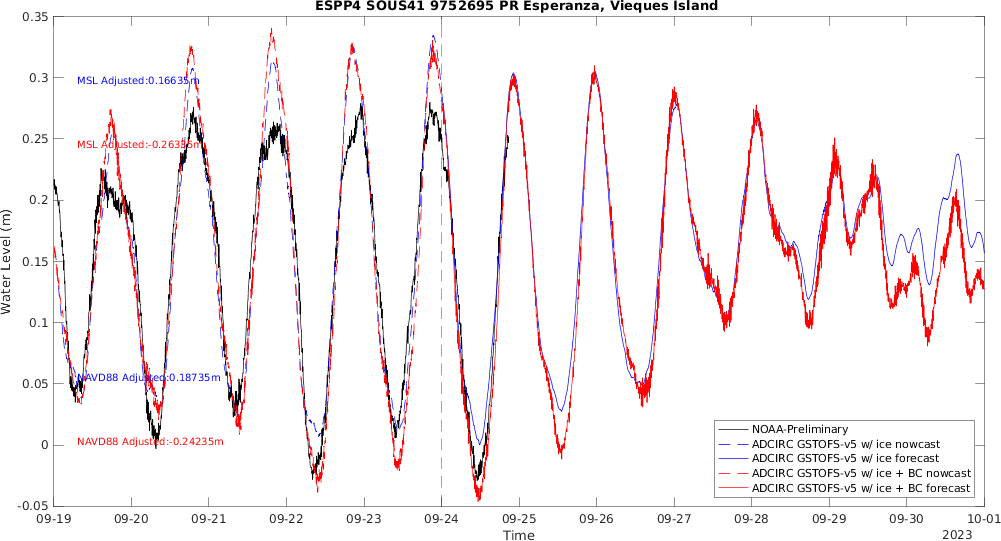 ESPP4 SOUS41 9752695 PR Esperanza, Vieques Island
0.35
0.3
0.25
0.2
0.15
0.1
0.05
0
-0.05
Water Level (m)
MSL Adjusted:0.16635m
MSL Adjusted:-0.26335m
NAVD88 Adjusted:0.18735m
NAVD88 Adjusted:-0.24235m
NOAA-Preliminary
ADCIRC GSTOFS-v5 w/ ice nowcast
ADCIRC GSTOFS-v5 w/ ice forecast
ADCIRC GSTOFS-v5 w/ ice + BC nowcast
ADCIRC GSTOFS-v5 w/ ice + BC forecast
09-19 09-20 09-21 09-22 09-23 09-24 09-25 09-26 09-27 09-28 09-29 09-30 10-01
Time
2023